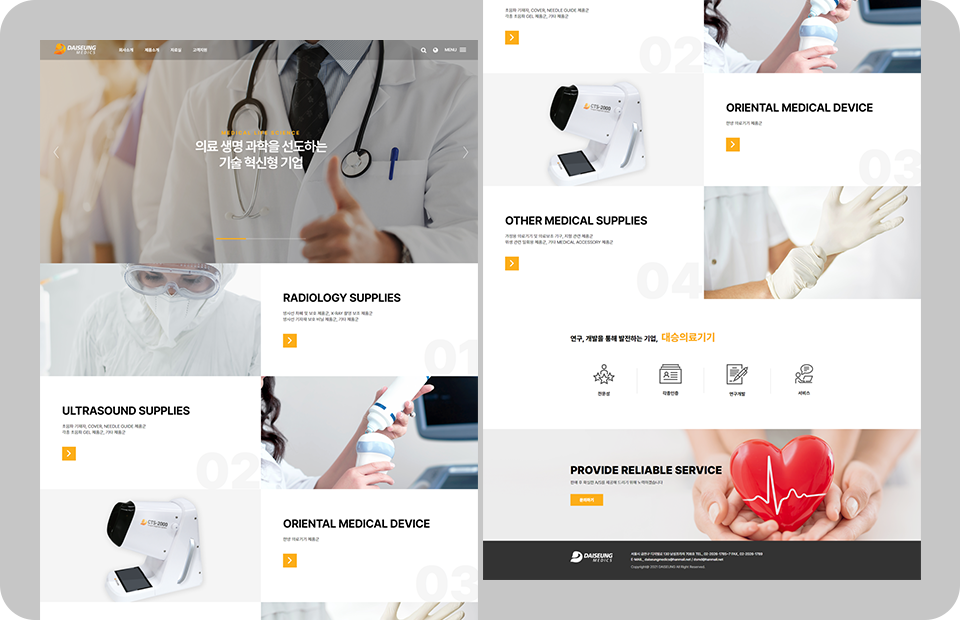 DAISEUNG
MEDICS
회사소개 제품소개 자료실 고객지원
MENU
MEDICAL LIFE SCIENCE
의료 생명 과학을 선도하는
기술 혁신형 기업
RADIOLOGY SUPPLIES
방사선 차폐 및 보호 제품군, X-RAY 촬영 보조 제품군
방사선 기자재 보호 비닐 제품군, 기타 제품군
01
ULTRASOUND SUPPLIES
초음파 기재자, COVER, NEEDLE GUIDE 제품군
각종 초음파 GEL 제품군, 기타 제품군
02
CTS-2000
ORIENTAL MEDICAL DEVICE
한방 의료기기 제품군
03
초음파 기재자, COVER, NEEDLE GUIDE 제품군
각종 초음파 GEL 제품군, 기타 제품군
02
CTS-2000
ORIENTAL MEDICAL DEVICE
한방 의료기기 제품군
03
OTHER MEDICAL SUPPLIES
가정용 의료기기 및 의료보조 기구, 지혈 관련 제품군
위생 관련 일회용 제품군, 기타 MEDICAL ACCESSORY 제품군
04
연구, 개발을 통해 발전하는 기업, 대승의료기기
전문성
각종인증
연구개발
서비스
PROVIDE RELIABLE SERVICE
판매 후 확실한 A/S를 제공해 드리기 위해 노력하겠습니다
문의하기
DAISEUNG
MEDICS
Copyright© 2021 DAISEUNG All Right Reserved.